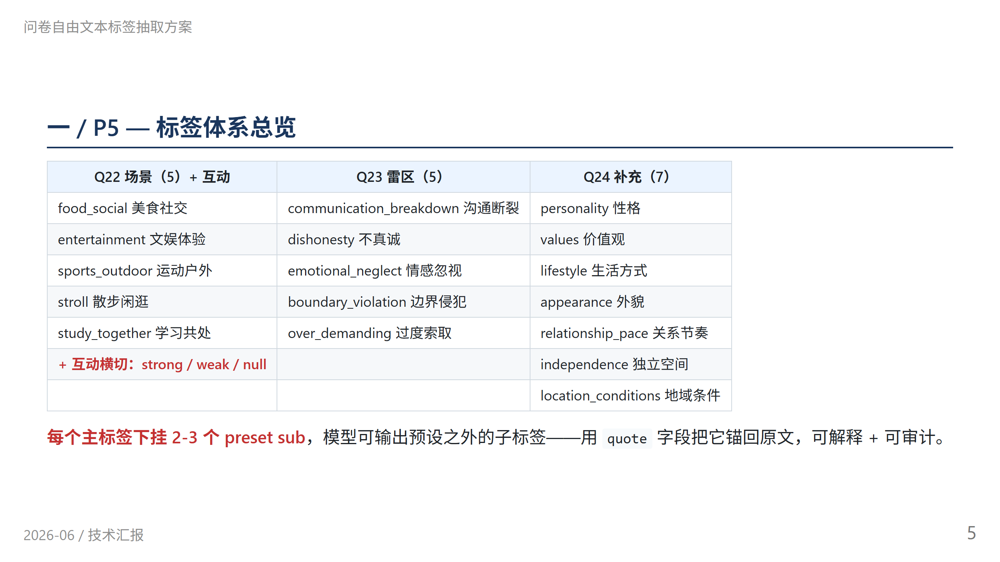 问卷自由文本标签抽取方案
一 / P5 — 标签体系总览
Q22 场景（5）+ 互动 Q23 雷区（5） Q24 补充（7）
food_social 美食社交 communication_breakdown 沟通断裂 personality 性格
entertainment 文娱体验 dishonesty 不真诚 values 价值观
sports_outdoor 运动户外 emotional_neglect 情感忽视 lifestyle 生活方式
stroll 散步闲逛 boundary_violation 边界侵犯 appearance 外貌
study_together 学习共处 over_demanding 过度索取 relationship_pace 关系节奏
+ 互动横切：strong / weak / null independence 独立空间
location_conditions 地域条件
每个主标签下挂 2-3 个 preset sub，模型可输出预设之外的子标签——用 quote 字段把它锚回原文，可解释 + 可审计。
2026-06 / 技术汇报
5